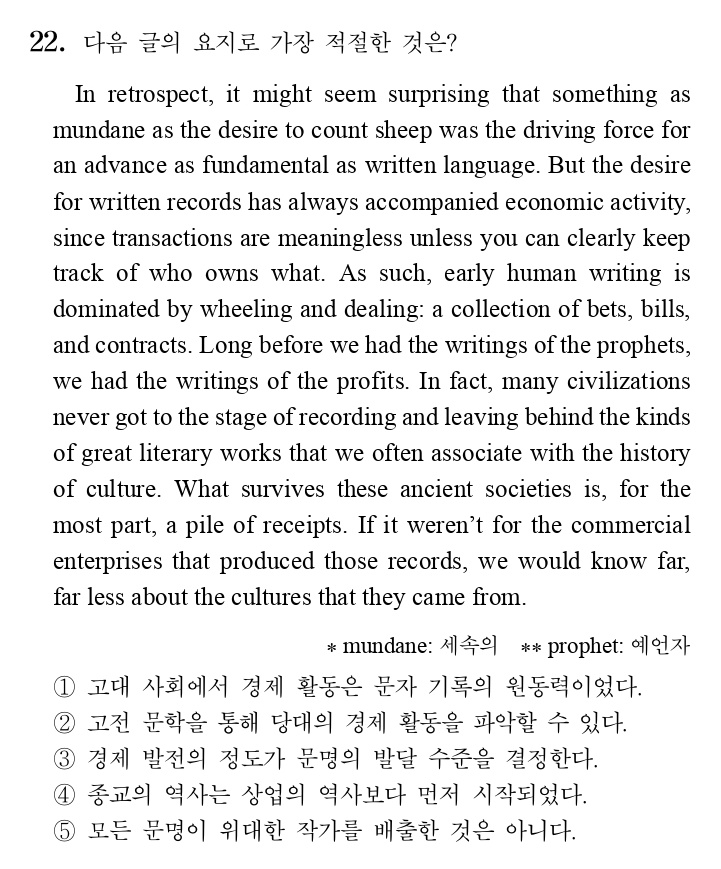 22. 다음 글의 요지로 가장 적절한 것은?
In retrospect, it might seem surprising that something as
mundane as the desire to count sheep was the driving force for
an advance as fundamental as written language. But the desire
for written records has always accompanied economic activity,
since transactions are meaningless unless you can clearly keep
track of who owns what. As such, early human writing is
dominated by wheeling and dealing: a collection of bets, bills,
and contracts. Long before we had the writings of the prophets,
we had the writings of the profits. In fact, many civilizations
never got to the stage of recording and leaving behind the kinds
of great literary works that we often associate with the history
of culture. What survives these ancient societies is, for the
most part, a pile of receipts. If it weren’t for the commercial
enterprises that produced those records, we would know far,
far less about the cultures that they came from.
* mundane: 세속의 ** prophet: 예언자
① 고대 사회에서 경제 활동은 문자 기록의 원동력이었다.
② 고전 문학을 통해 당대의 경제 활동을 파악할 수 있다.
③ 경제 발전의 정도가 문명의 발달 수준을 결정한다.
④ 종교의 역사는 상업의 역사보다 먼저 시작되었다.
⑤ 모든 문명이 위대한 작가를 배출한 것은 아니다.